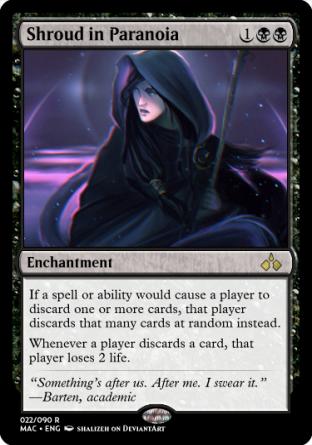 Shroud in Paranoia 1
Enchantment
If a spell or ability would cause a player to
discard one or more cards, that player
discards that many cards at random instead.
Whenever a player discards a card, that
player loses 2 life.
“Something’s after us. After me. I swear it.”
—Barten, academic
022/090 R
MAC • ENG shalizeh on DeviantArt